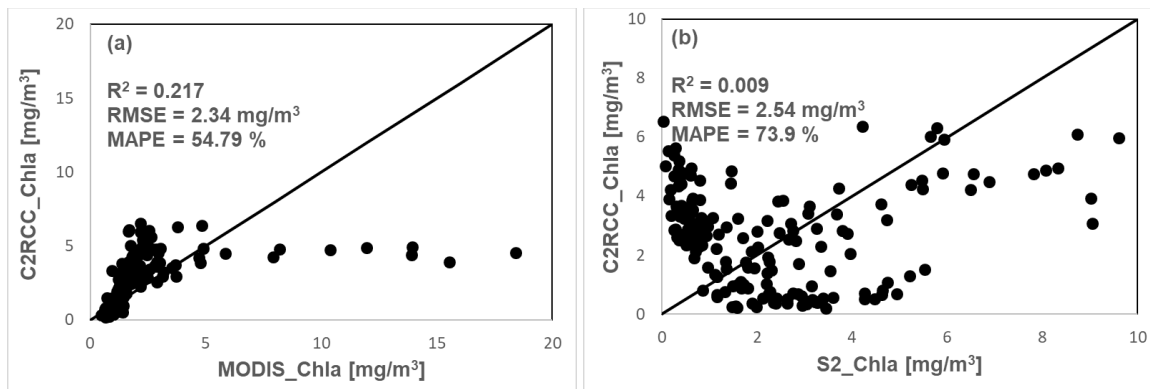 (a)
R² = 0.217
RMSE = 2.34 mg/m³
MAPE = 54.79 %
C2RCC_Chla [mg/m³]
20
15
10
5
0
0 5 10 15 20
MODIS_Chla [mg/m³]
(b)
R² = 0.009
RMSE = 2.54 mg/m³
MAPE = 73.9 %
C2RCC_Chla [mg/m³]
10
8
6
4
2
0
0 2 4 6 8 10
S2_Chla [mg/m³]